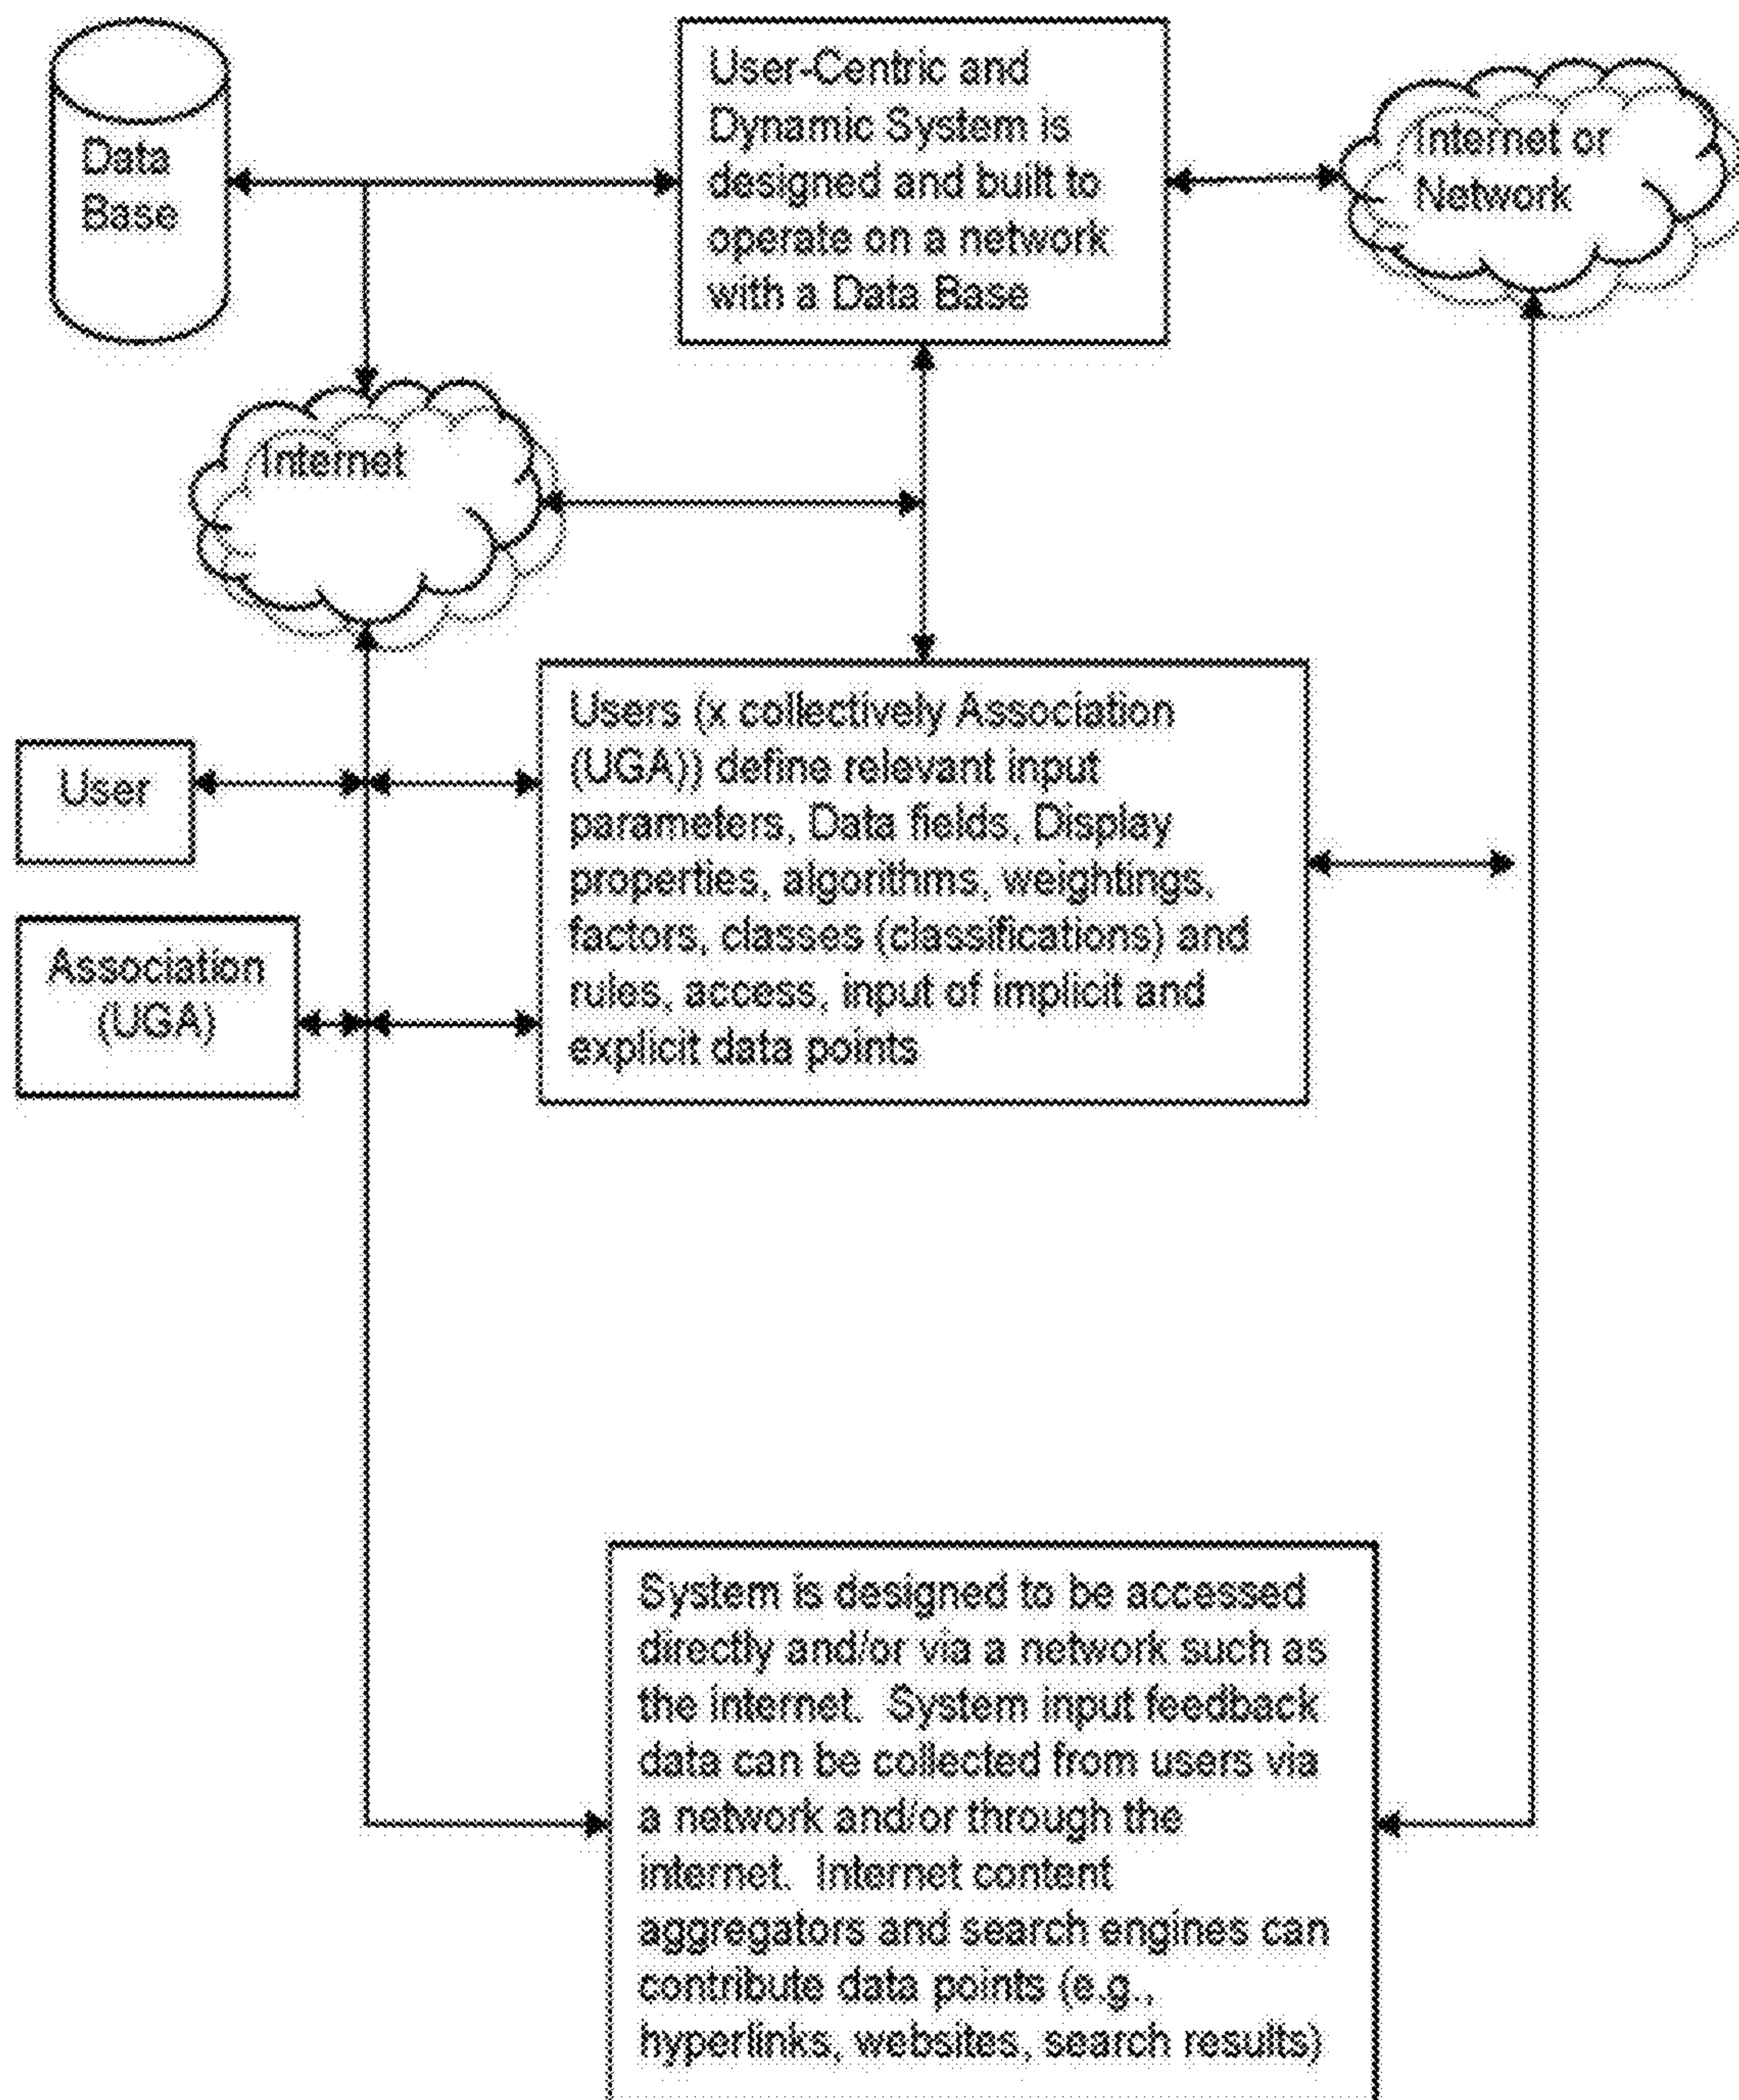 Data
Base
User-Centric and
Dynamic System is
designed and built to
operate on a network
with a Data Base
Internet or
Network
Internet
User
Association
(UGA)
Users (x collectively Association
(UGA)) define relevant input
parameters, Data fields, Display
properties, algorithms, weightings,
factors, classes (classifications) and
rules, access, input of implicit and
explicit data points
System is designed to be accessed
directly and/or via a network such as
the internet.  System input feedback
data can be collected from users via
a network and/or through the
internet.  Internet content
aggregators and search engines can
contribute data points (e.g.,
hyperlinks, websites, search results)